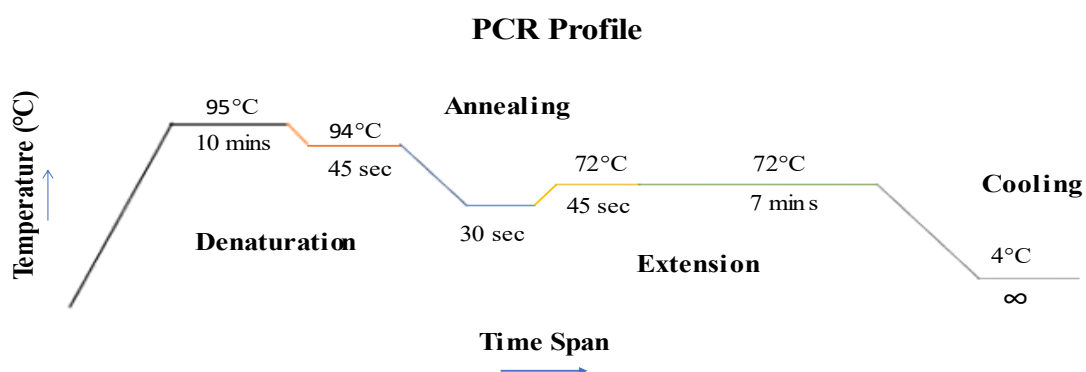 PCR Profile
Temperature (℃)
95°C
10 mins
94°C
45 sec
Denaturation
Annealing
30 sec
72°C
45 sec
72°C
7 mins
Extension
Cooling
4°C
∞
Time Span